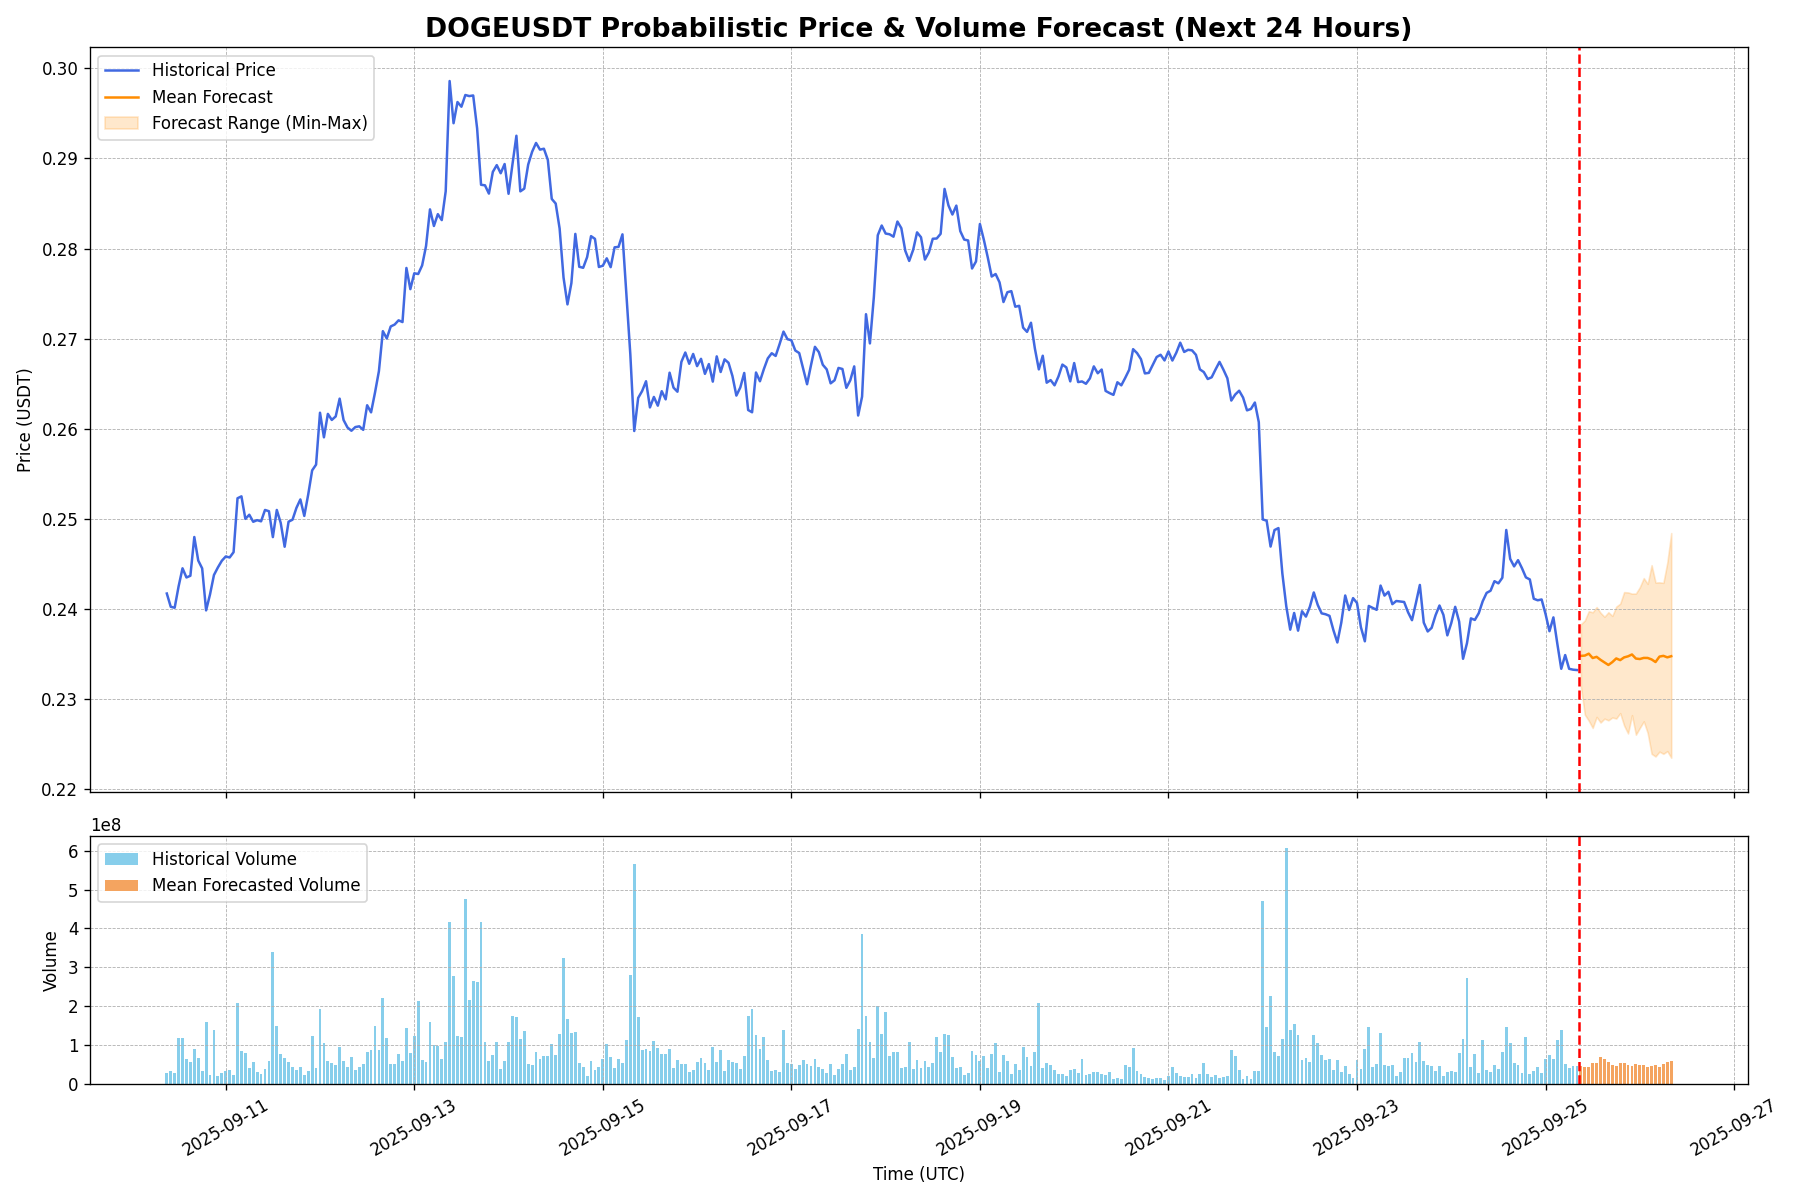 DOGEUSDT Probabilistic Price & Volume Forecast (Next 24 Hours)
Historical Price
Mean Forecast
Forecast Range (Min-Max)
Price (USDT)
0.30
0.29
0.28
0.27
0.26
0.25
0.24
0.23
0.22
1e8
Historical Volume
Mean Forecasted Volume
Volume
6
5
4
3
2
1
0
2025-09-11
2025-09-13
2025-09-15
2025-09-17
2025-09-19
2025-09-21
2025-09-23
2025-09-25
2025-09-27
Time (UTC)